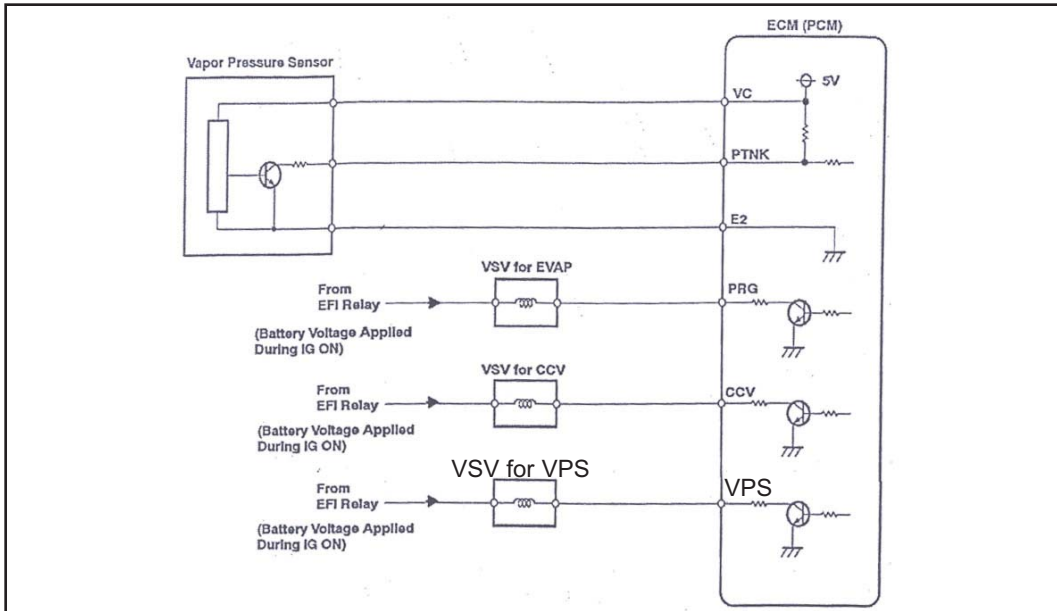 ECM (PCM)
Vapor Pressure Sensor
5V
VC
PTNK
E2
VSV for EVAP
From
EFI Relay
PRG
(Battery Voltage Applied
During IG ON)
VSV for CCV
From
EFI Relay
CCV
(Battery Voltage Applied
During IG ON)
VSV for VPS
From
EFI Relay
VPS
(Battery Voltage Applied
During IG ON)